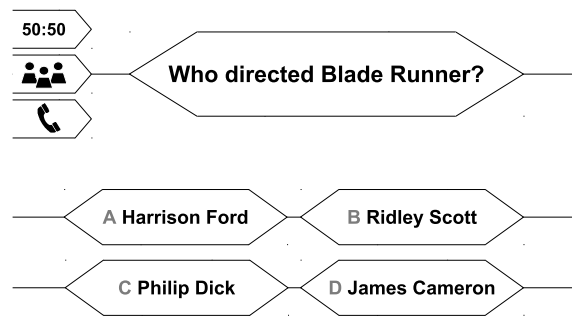 50:50
Who directed Blade Runner?
A Harrison Ford
B Ridley Scott
C Philip Dick
D James Cameron